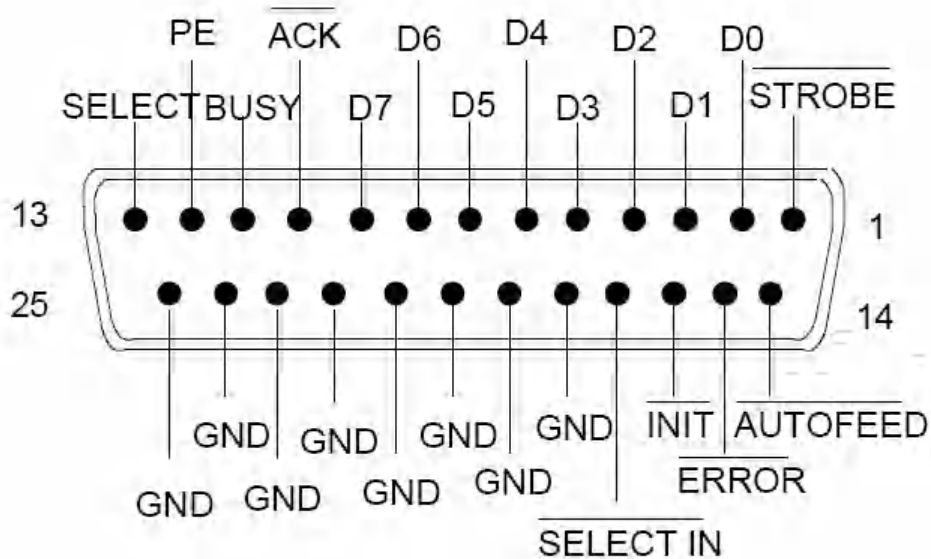 PE ACK D6 D4 D2 D0
SELECT BUSY D7 D5 D3 D1 STROBE
13 1
25 14
GND GND GND GND INIT AUTOFEED
GND GND GND GND ERROR
SELECT IN